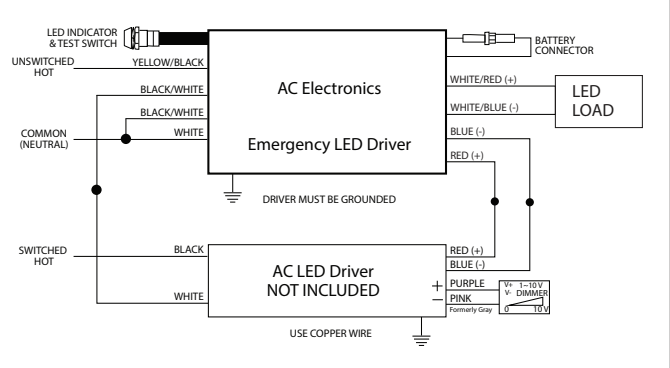 LED INDICATOR
& TEST SWITCH
BATTERY
CONNECTOR
UNSWITCHED
HOT
YELLOW/BLACK
BLACK/WHITE
BLACK/WHITE
WHITE
COMMON
(NEUTRAL)
AC Electronics
Emergency LED Driver
WHITE/RED (+)
WHITE/BLUE (-)
LED
LOAD
BLUE (-)
RED (+)
DRIVER MUST BE GROUNDED
SWITCHED
HOT
BLACK
WHITE
AC LED Driver
NOT INCLUDED
RED (+)
BLUE (-)
+ PURPLE
− PINK
Formerly Gray
V+ 1~10 V
V- DIMMER
0 10 V
USE COPPER WIRE